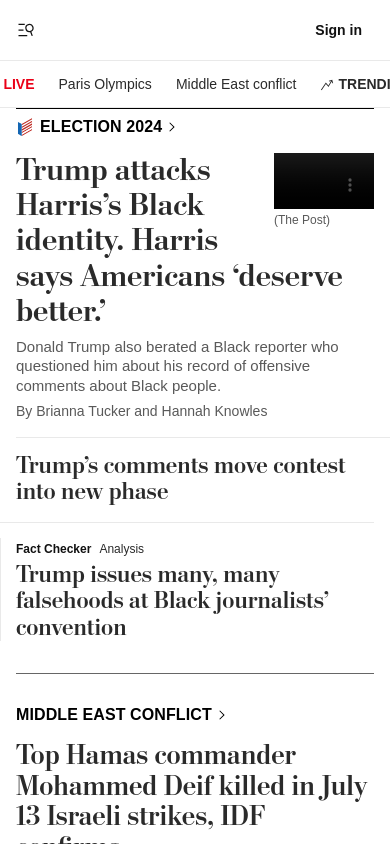 Sign in
LIVE Paris Olympics Middle East conflict TRENDI
ELECTION 2024
Trump attacks
Harris’s Black
identity. Harris
says Americans ‘deserve
better.’
(The Post)
Donald Trump also berated a Black reporter who
questioned him about his record of offensive
comments about Black people.
By Brianna Tucker and Hannah Knowles
Trump’s comments move contest
into new phase
Fact Checker Analysis
Trump issues many, many
falsehoods at Black journalists’
convention
MIDDLE EAST CONFLICT
Top Hamas commander
Mohammed Deif killed in July
13 Israeli strikes, IDF